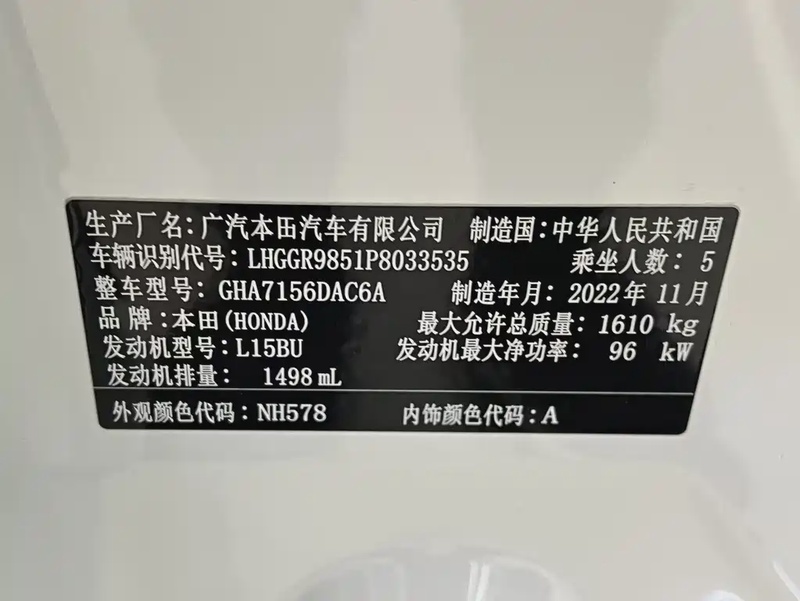 生产厂名：广汽本田汽车有限公司 制造国：中华人民共和国
车辆识别代号：LHGGR9851P8033535 乘坐人数：5
整车型号：GHA7156DAC6A 制造年月：2022年 11月
品 牌：本田(HONDA) 最大允许总质量：1610 kg
发动机型号：L15BU 发动机最大净功率： 96 kW
发动机排量： 1498 mL
外观颜色代码：NH578 内饰颜色代码：A